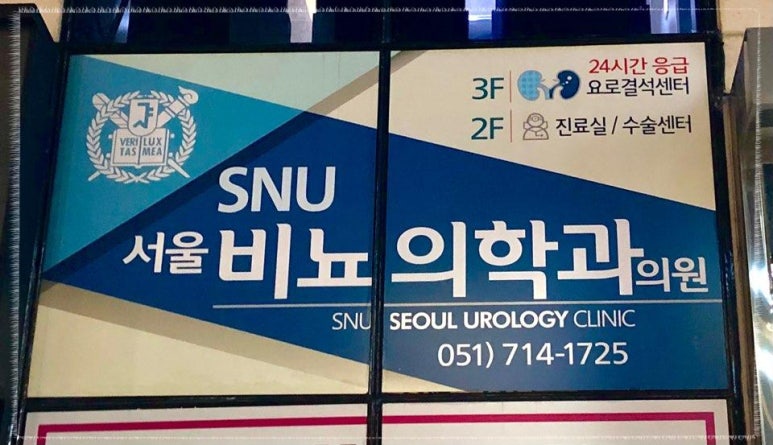 VERI LUX
TAS MEA
3F 24시간 응급
요로결석센터
2F 진료실 / 수술센터
SNU
서울 비뇨의학과의원
SNU SEOUL UROLOGY CLINIC
051) 714-1725